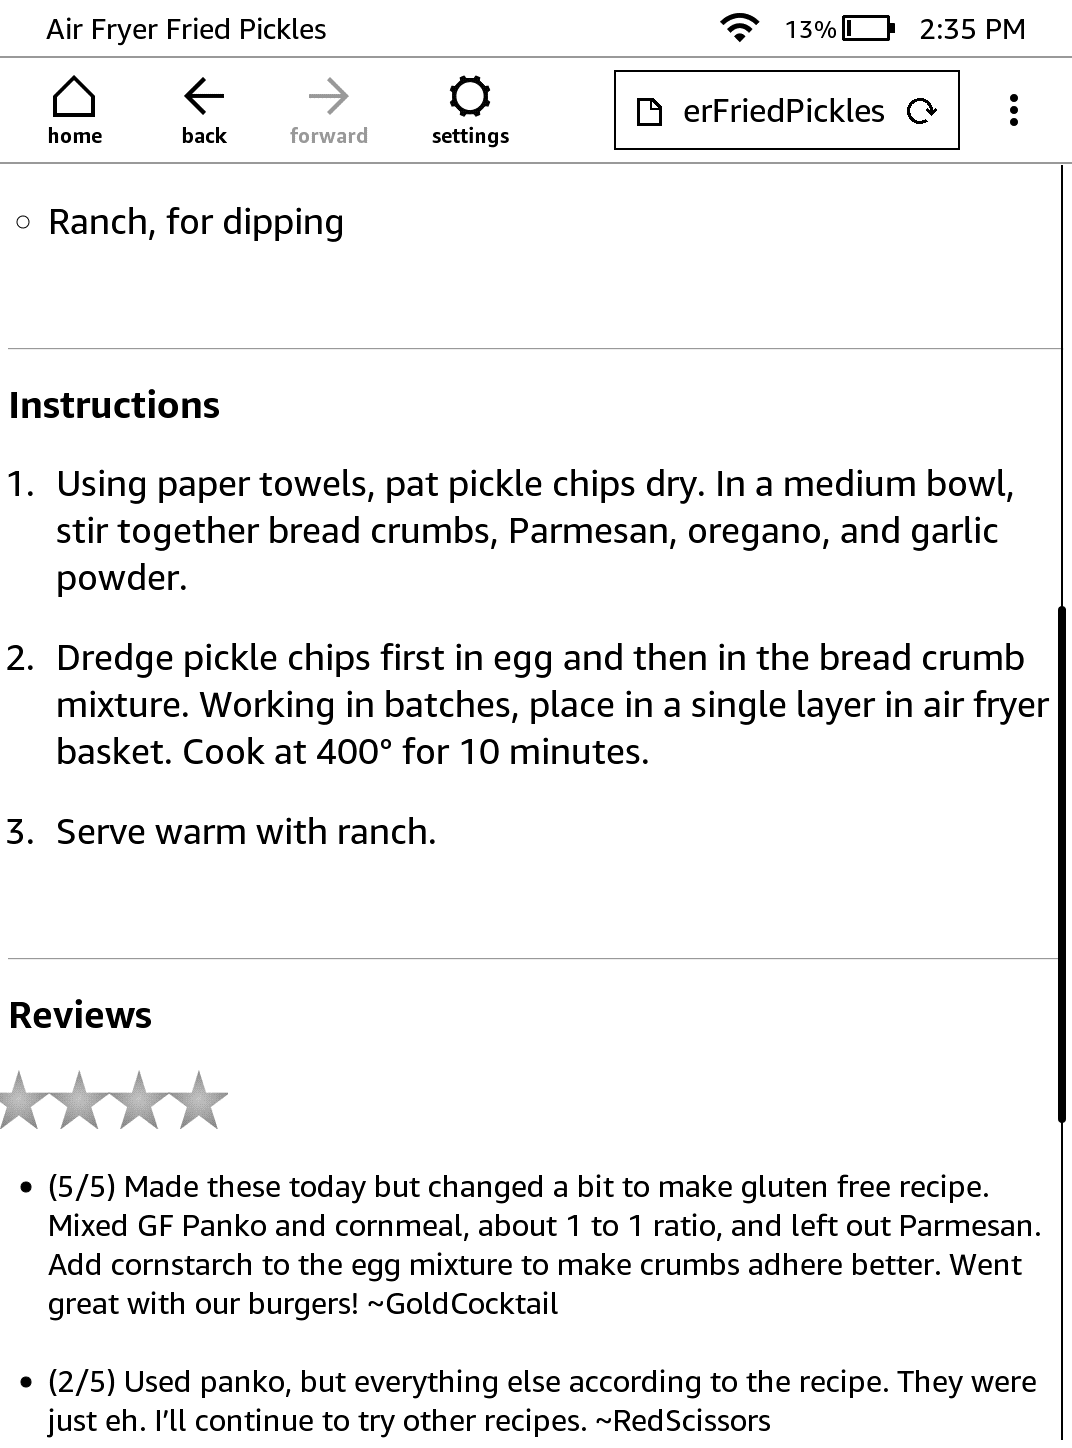 Air Fryer Fried Pickles
13%
2:35 PM
home
back
forward
settings
erFriedPickles
Ranch, for dipping
Instructions
1. Using paper towels, pat pickle chips dry. In a medium bowl,
stir together bread crumbs, Parmesan, oregano, and garlic
powder.
2. Dredge pickle chips first in egg and then in the bread crumb
mixture. Working in batches, place in a single layer in air fryer
basket. Cook at 400° for 10 minutes.
3. Serve warm with ranch.
Reviews
• (5/5) Made these today but changed a bit to make gluten free recipe.
Mixed GF Panko and cornmeal, about 1 to 1 ratio, and left out Parmesan.
Add cornstarch to the egg mixture to make crumbs adhere better. Went
great with our burgers! ~GoldCocktail
• (2/5) Used panko, but everything else according to the recipe. They were
just eh. I’ll continue to try other recipes. ~RedScissors